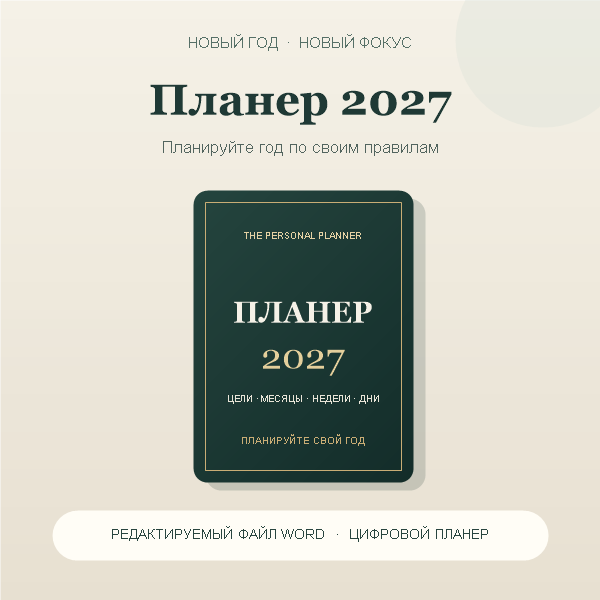 НОВЫЙ ГОД · НОВЫЙ ФОКУС
Планер 2027
Планируйте год по своим правилам
THE PERSONAL PLANNER
ПЛАНЕР
2027
ЦЕЛИ · МЕСЯЦЫ · НЕДЕЛИ · ДНИ
ПЛАНИРУЙТЕ СВОЙ ГОД
РЕДАКТИРУЕМЫЙ ФАЙЛ WORD · ЦИФРОВОЙ ПЛАНЕР